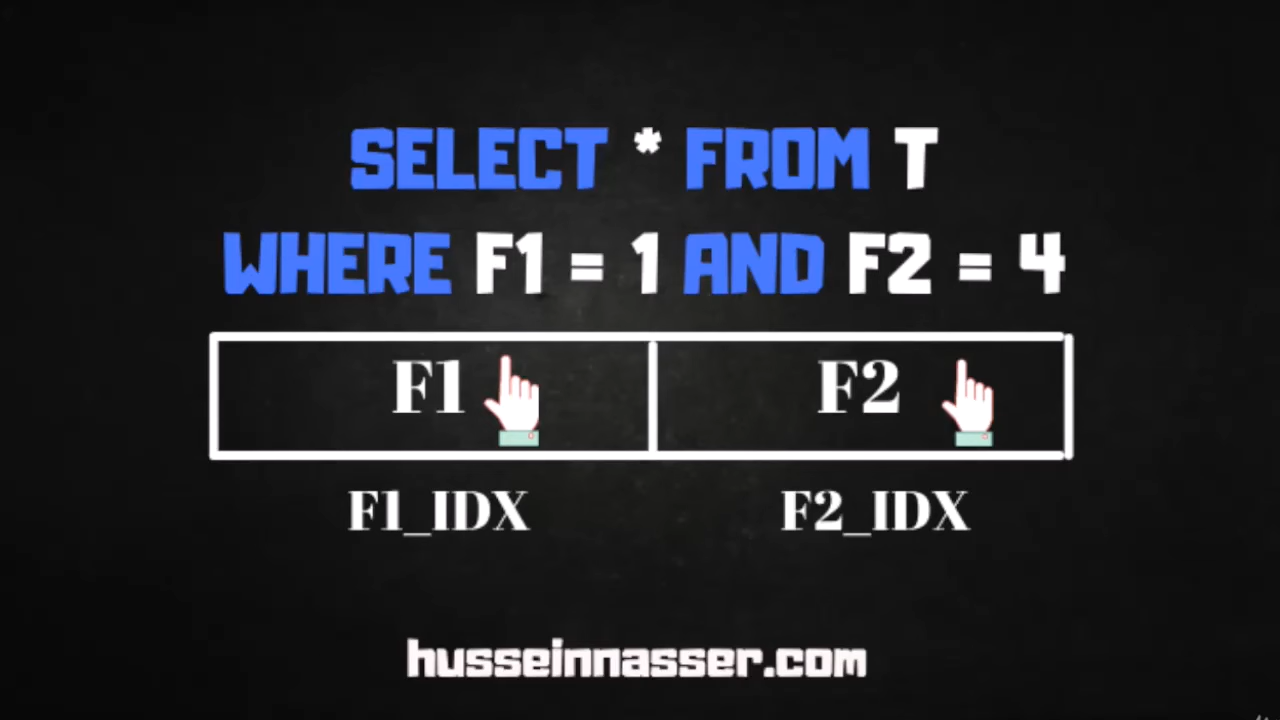 SELECT * FROM T
WHERE F1 = 1 AND F2 = 4
F1 F2
F1_IDX F2_IDX
husseinnasser.com